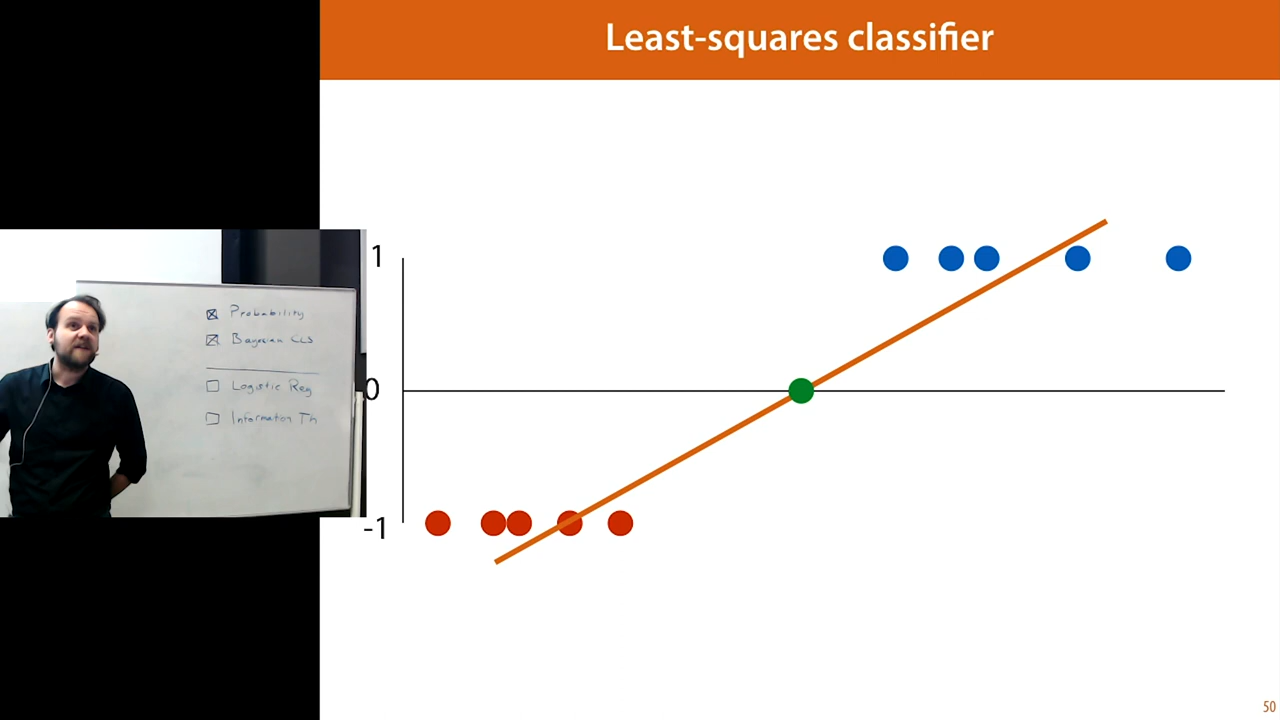 Least-squares classifier
1
0
-1
Probability
Bayesian CLS
Logistic Reg
Information Th
50